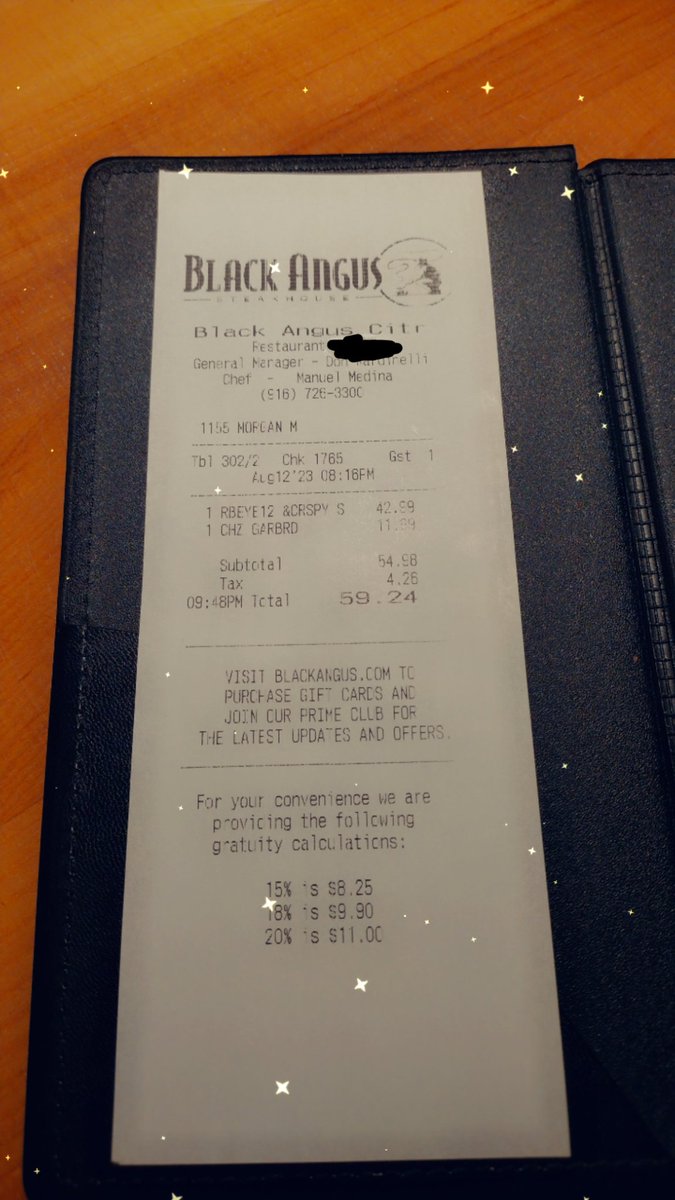 BLACK ANGUS
STEAKHOUSE
Black Angus Citr
Restaurant
General Manager - Don
Chef - Manuel Medina
(916) 726-3300
1155 MORGAN M
Tbl 302/2 Chk 1765 Gst 1
Aug12'23 08:16PM
1 RBEYE12 &CRSPY S 42.99
1 CHZ GARBRD 11.99
Subtotal 54.98
Tax 4.26
09:48PM Total 59.24
VISIT BLACKANGUS.COM TO
PURCHASE GIFT CARDS AND
JOIN OUR PRIME CLUB FOR
THE LATEST UPDATES AND OFFERS.
For your convenience we are
providing the following
gratuity calculations:
15% is $8.25
18% is $9.90
20% is $11.00